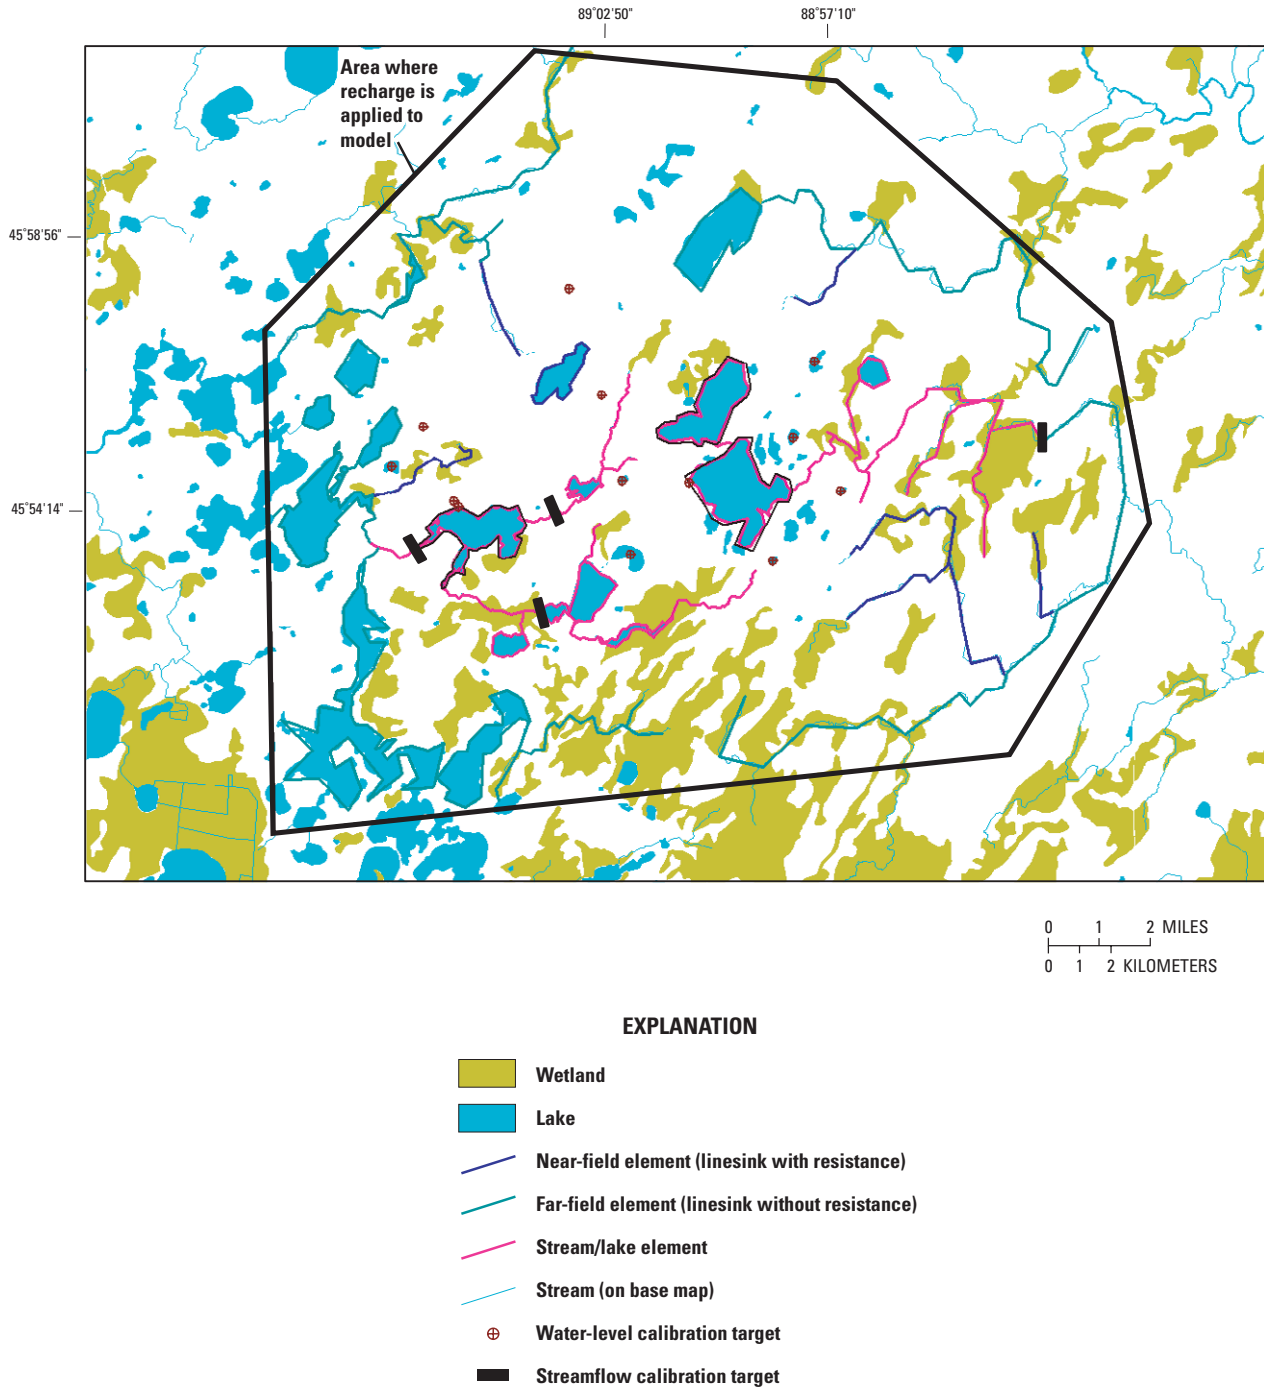 89°02'50" 88°57'10"
Area where
recharge is
applied to
model
45°58'56"
45°54'14"
0 1 2 MILES
0 1 2 KILOMETERS
EXPLANATION
Wetland
Lake
Near-field element (linesink with resistance)
Far-field element (linesink without resistance)
Stream/lake element
Stream (on base map)
Water-level calibration target
Streamflow calibration target